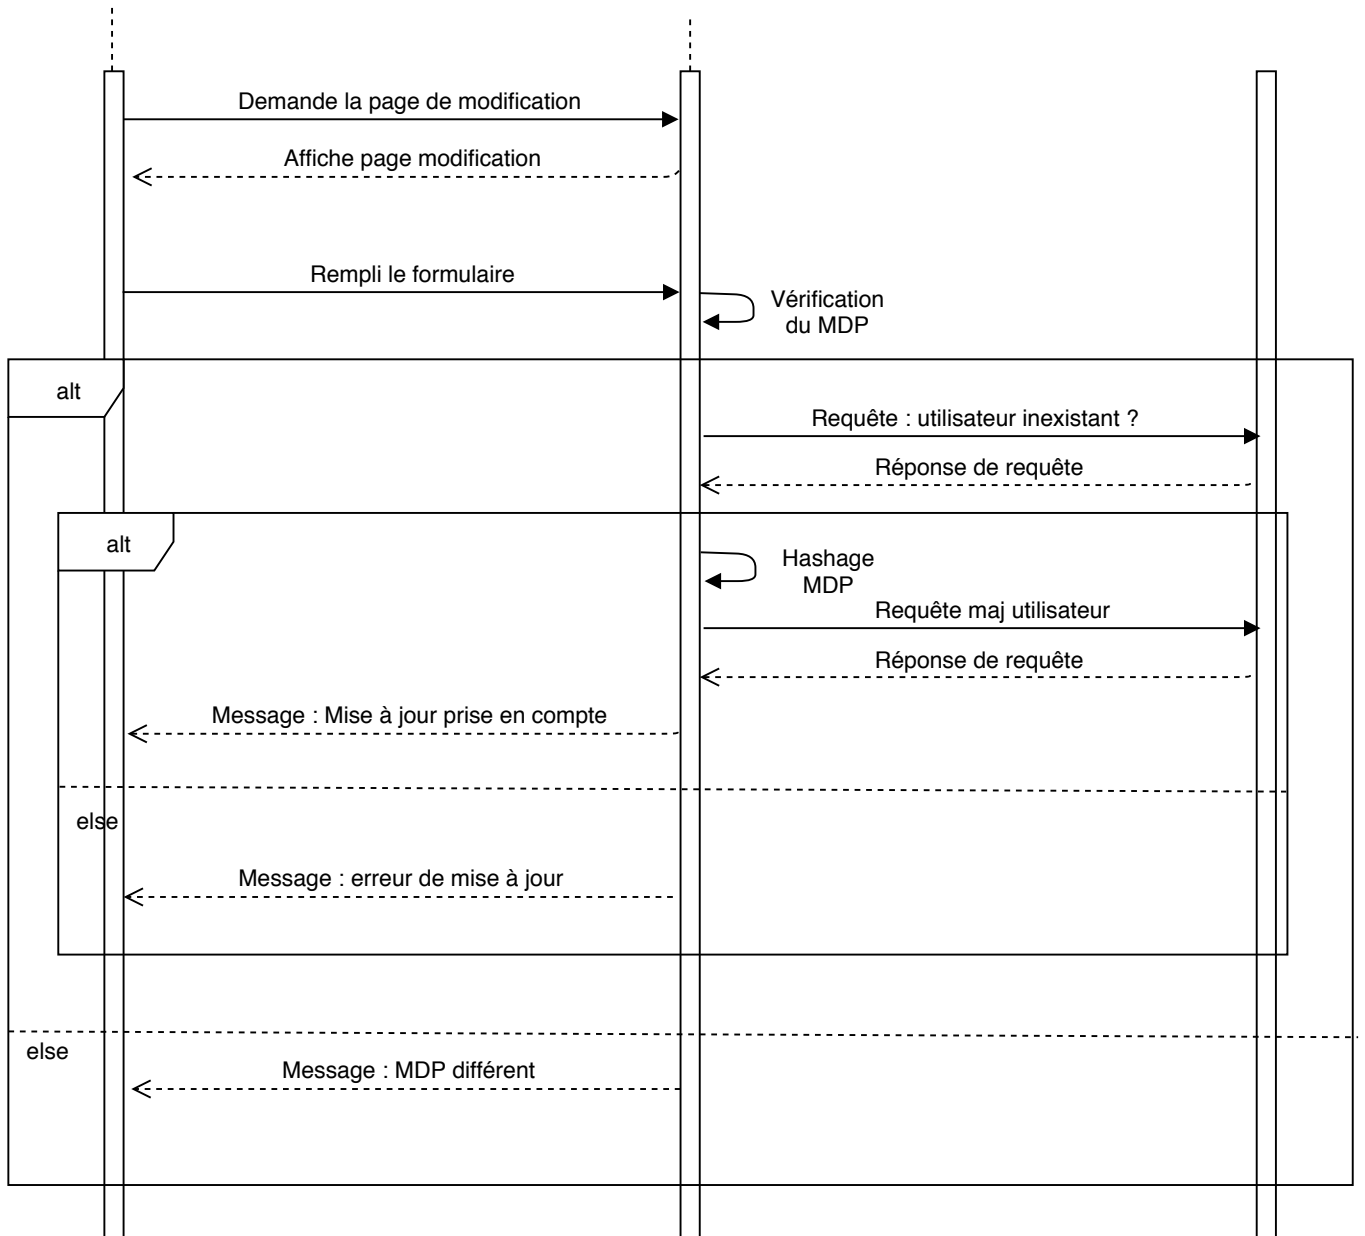 Demande la page de modification
Affiche page modification
Rempli le formulaire
Vérification
du MDP
alt
Requête : utilisateur inexistant ?
Réponse de requête
alt
Hashage
MDP
Requête maj utilisateur
Réponse de requête
Message : Mise à jour prise en compte
else
Message : erreur de mise à jour
else
Message : MDP différent